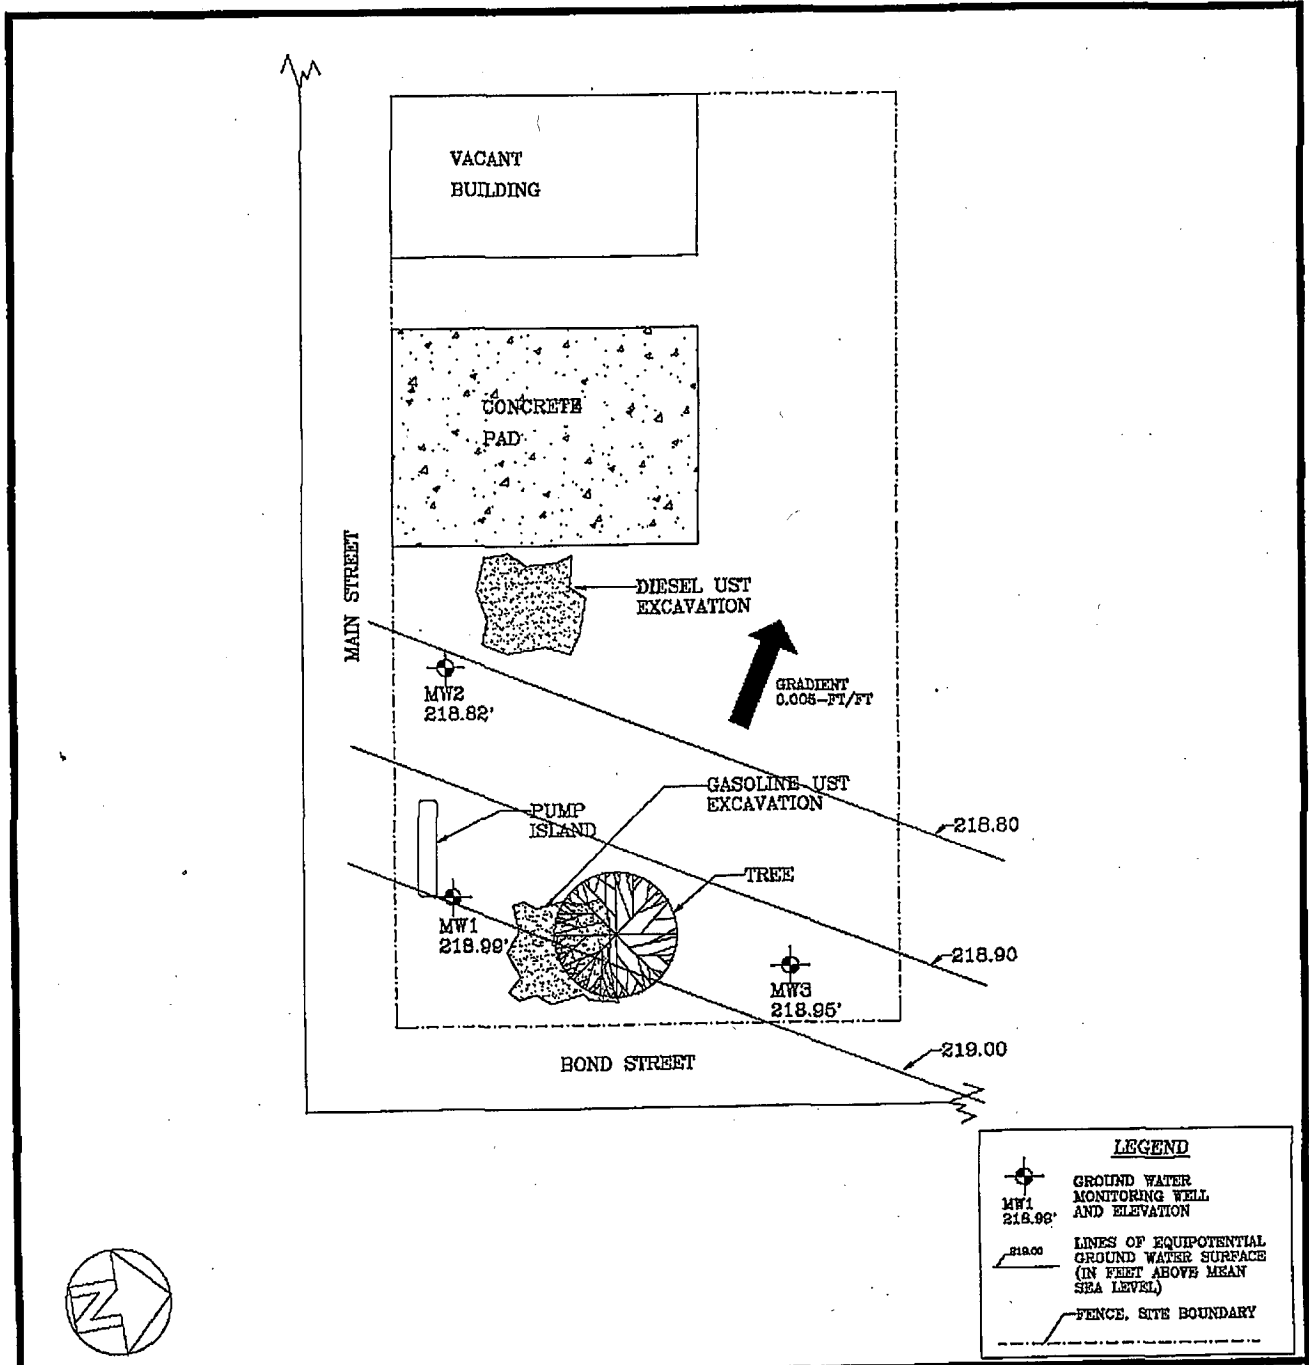 VACANT
BUILDING
CONCRETE
PAD
MAIN STREET
DIESEL UST
EXCAVATION
MW2
218.82'
GRADIENT
0.005-FT/FT
GASOLINE UST
EXCAVATION
PUMP
ISLAND
218.80
TREE
MW1
218.99'
218.90
MW3
218.95'
219.00
BOND STREET
LEGEND
MW1
218.99'
GROUND WATER
MONITORING WELL
AND ELEVATION
219.00
LINES OF EQUIPOTENTIAL
GROUND WATER SURFACE
(IN FEET ABOVE MEAN
SEA LEVEL)
FENCE, SITE BOUNDARY
N